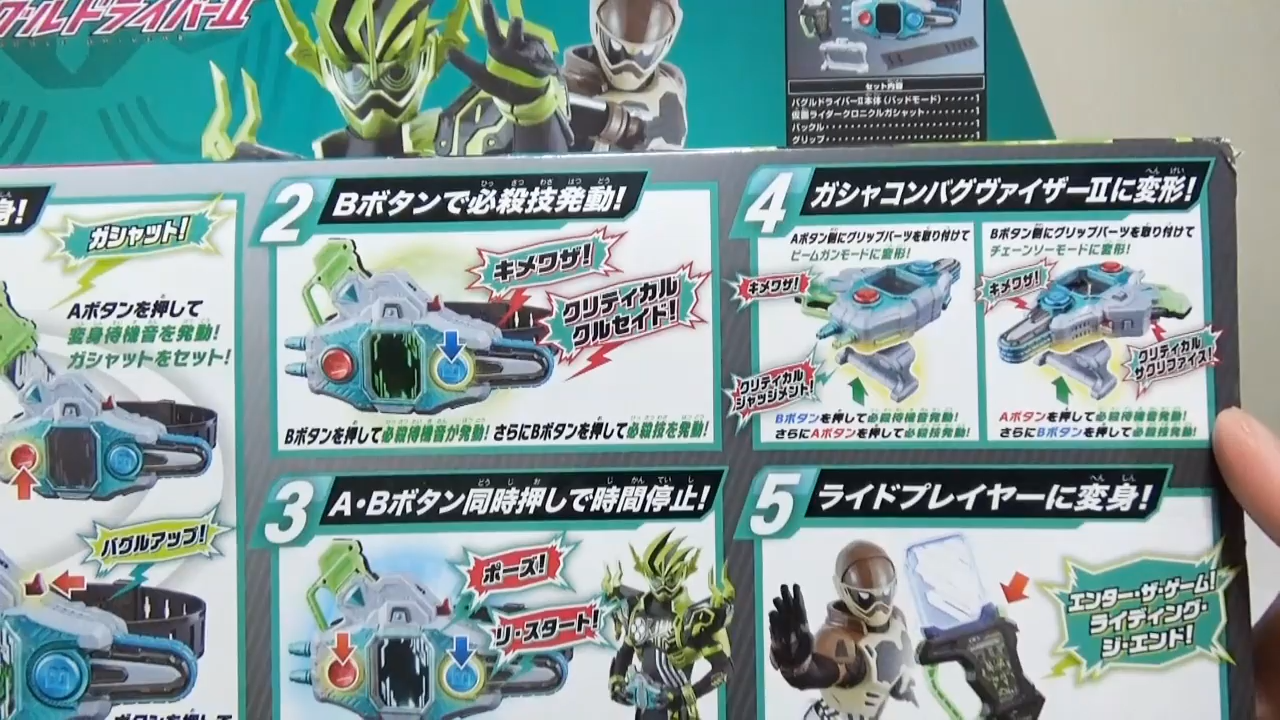 グルドライバーⅡ
セット内容
バグルドライバーⅡ本体（パッドモード）‥‥‥1
仮面ライダークロニクルガシャット‥‥‥1
バックル‥‥‥1
グリップ‥‥‥
身!
ガシャット!
Aボタンを押して
変身待機音を発動!
ガシャットをセット!
バグルアップ!
ボタンを押して
2 Bボタンで必殺技発動!
キメワザ!
クリティカル
クルセイド!
Bボタンを押して必殺待機音が発動! さらにBボタンを押して必殺技を発動!
3 A・Bボタン同時押しで時間停止!
ポーズ!
リ・スタート!
4 ガシャコンバグヴァイザーⅡに変形!
Aボタン側にグリップパーツを取り付けて
ビームガンモードに変形!
キメワザ!
クリティカル
ジャッジメント!
Bボタンを押して必殺待機音発動!
さらにAボタンを押して必殺技発動!
Bボタン側にグリップパーツを取り付けて
チェーンソーモードに変形!
キメワザ!
クリティカル
サクリファイス!
Aボタンを押して必殺待機音発動!
さらにBボタンを押して必殺技発動!
5 ライドプレイヤーに変身!
エンター・ザ・ゲーム!
ライディング・
ジ・エンド!